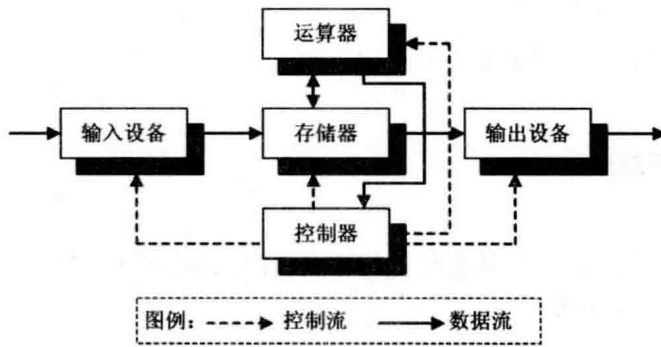 运算器
输入设备
存储器
输出设备
控制器
图例: 控制流 数据流